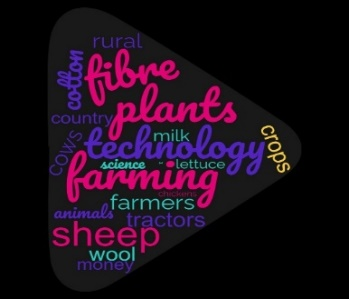 rural
cotton
fibre
plants
country
milk
crops
cows
technology
science
lettuce
farming
chickens
farmers
animals
tractors
sheep
wool
money